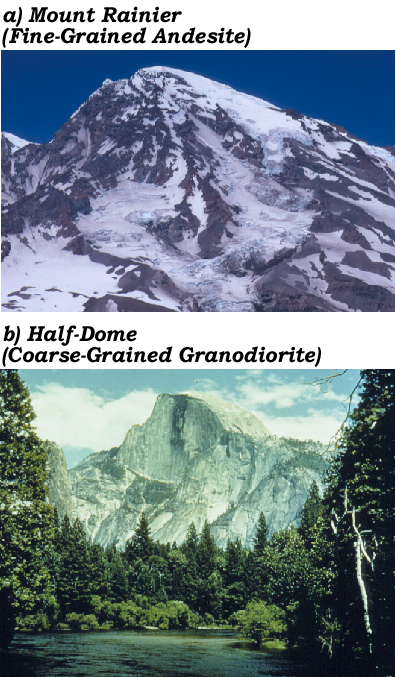 a) Mount Rainier
(Fine-Grained Andesite)
b) Half-Dome
(Coarse-Grained Granodiorite)